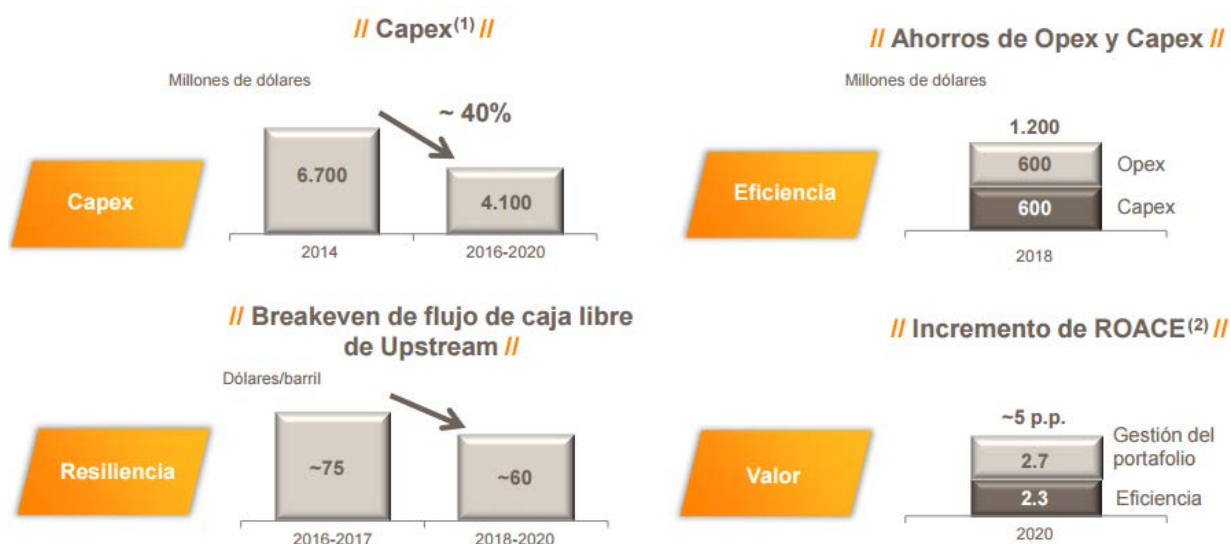 // Capex(1) //
Millones de dólares
~ 40%
Capex
6.700
4.100
2014
2016-2020
// Ahorros de Opex y Capex //
Millones de dólares
Eficiencia
1.200
600
Opex
600
Capex
2018
// Breakeven de flujo de caja libre
de Upstream //
Dólares/barril
Resiliencia
~75
~60
2016-2017
2018-2020
// Incremento de ROACE(2) //
Valor
~5 p.p.
2.7
Gestión del
portafolio
2.3
Eficiencia
2020